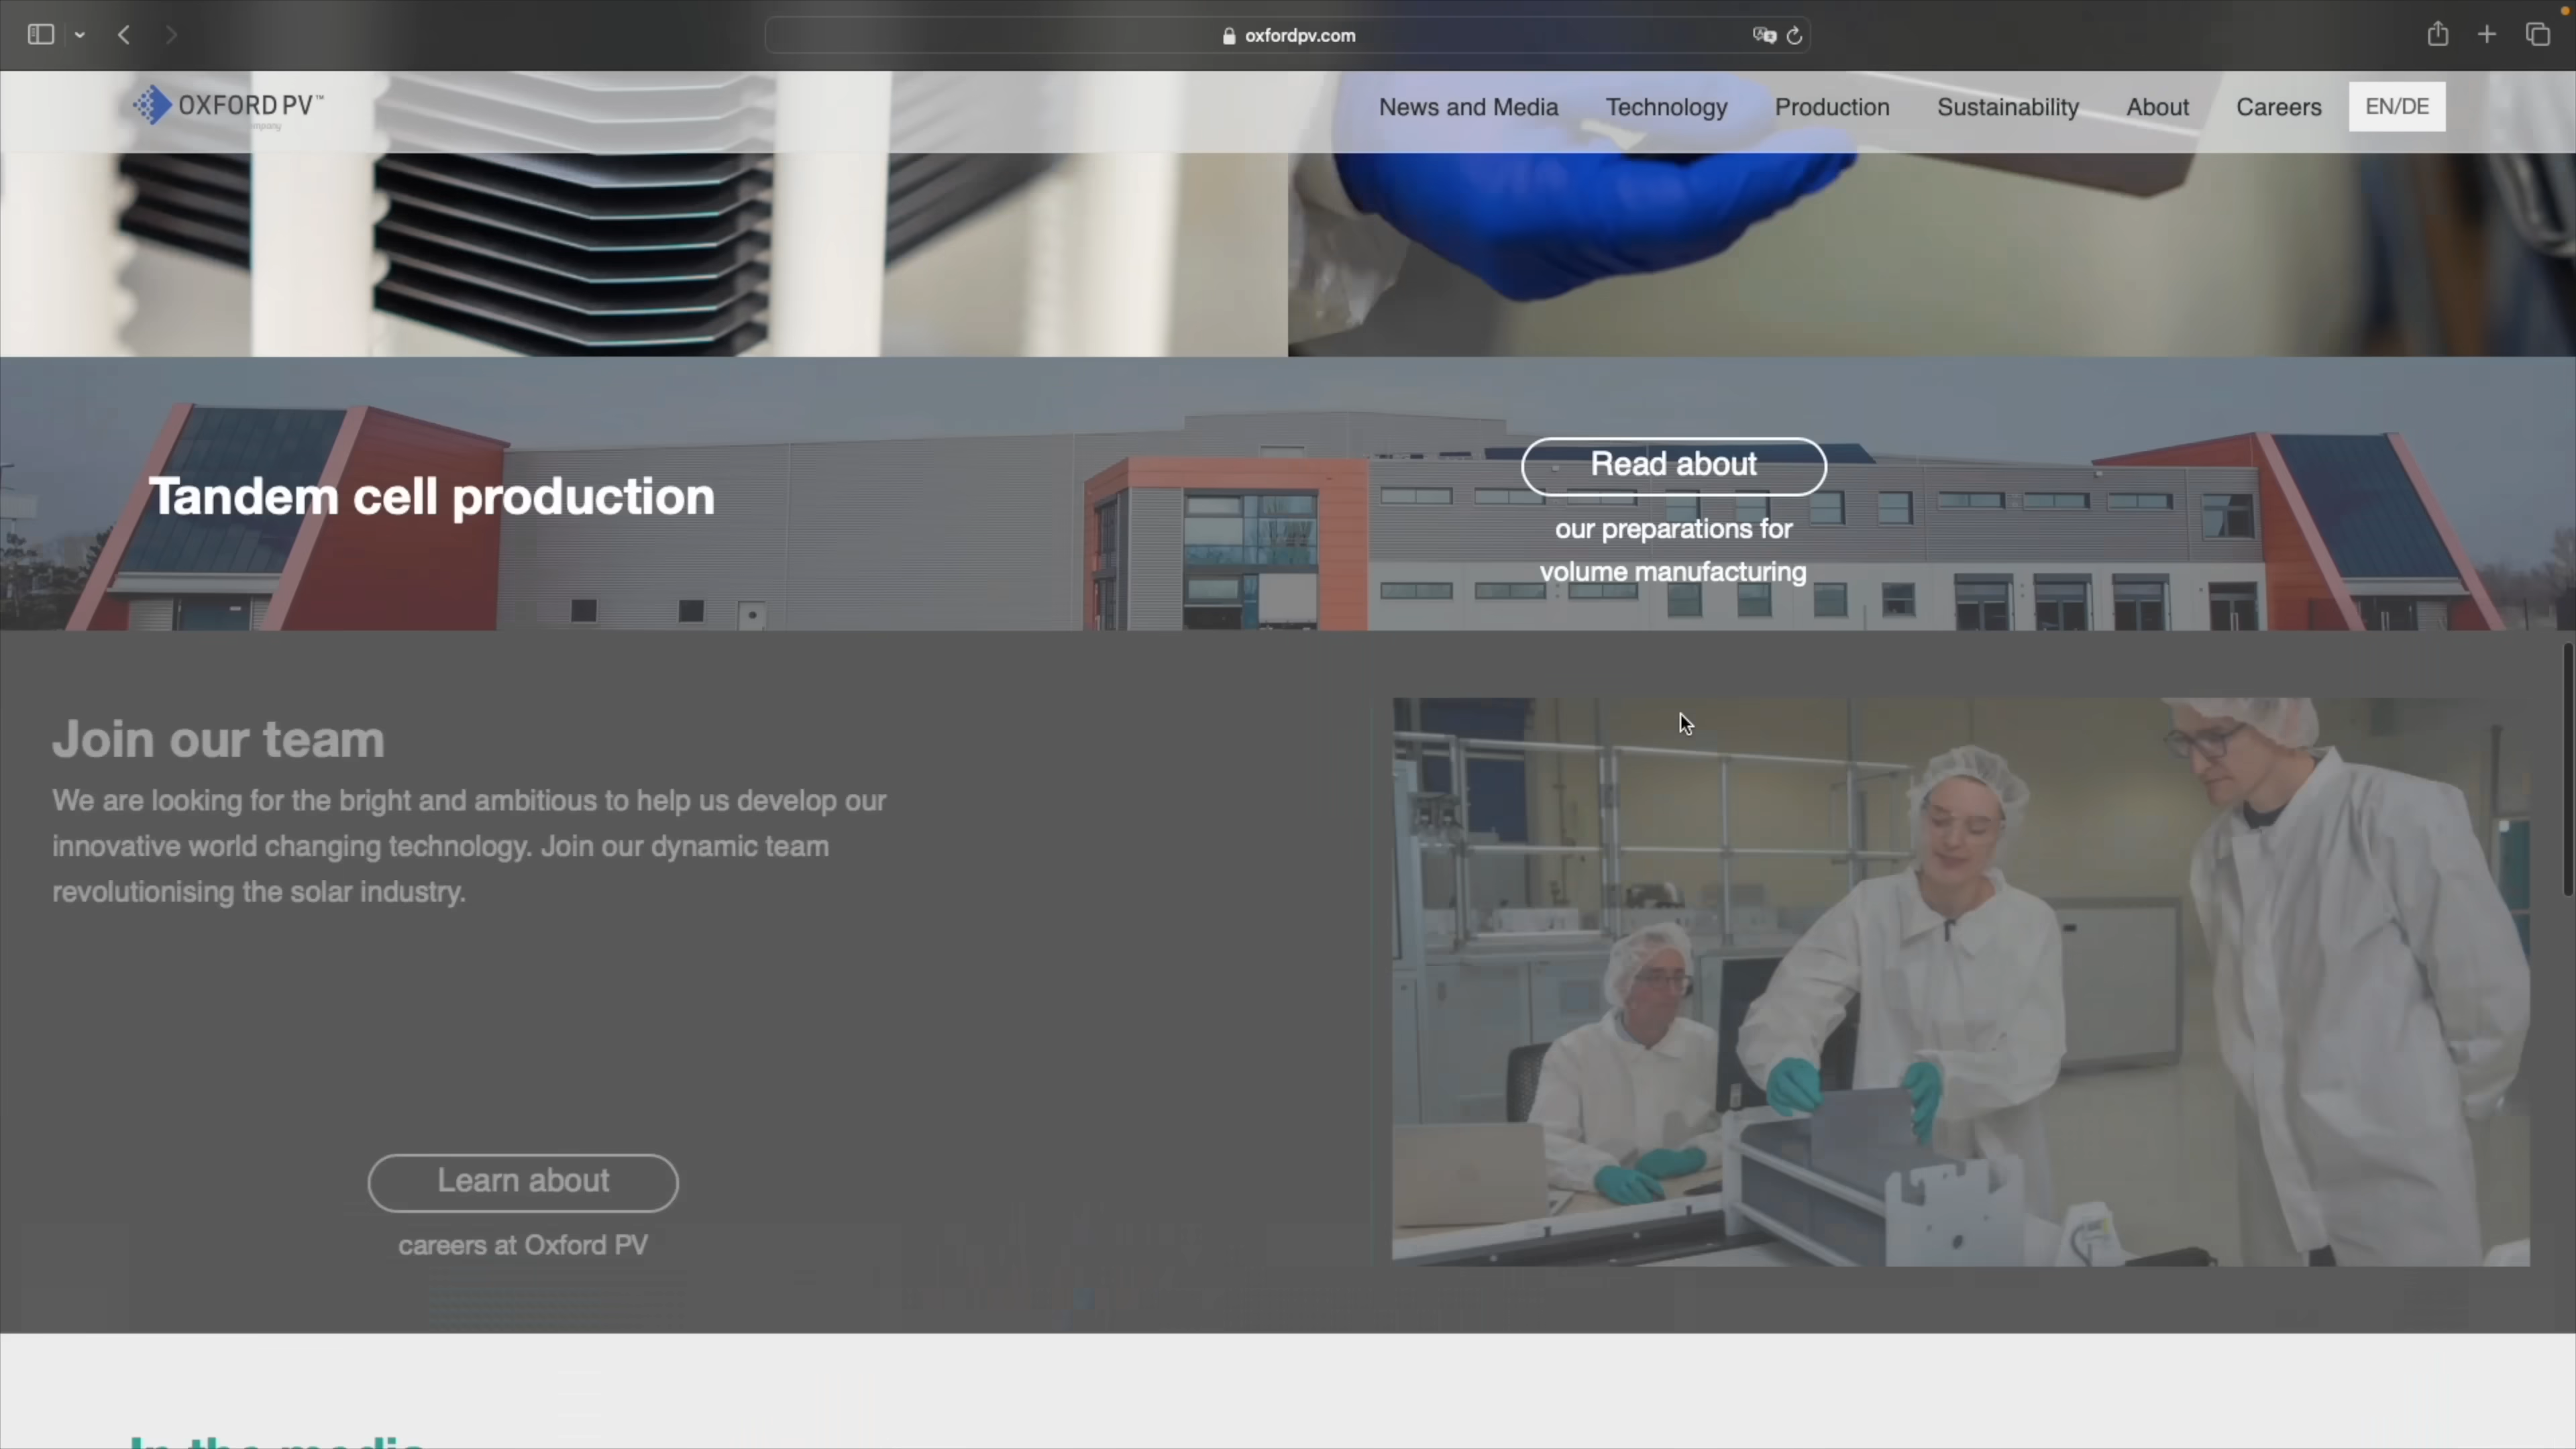 oxfordpv.com
OXFORD PV™
News and Media Technology Production Sustainability About Careers EN/DE
Tandem cell production
Read about
our preparations for
volume manufacturing
Join our team
We are looking for the bright and ambitious to help us develop our
innovative world changing technology. Join our dynamic team
revolutionising the solar industry.
Learn about
careers at Oxford PV
In the media